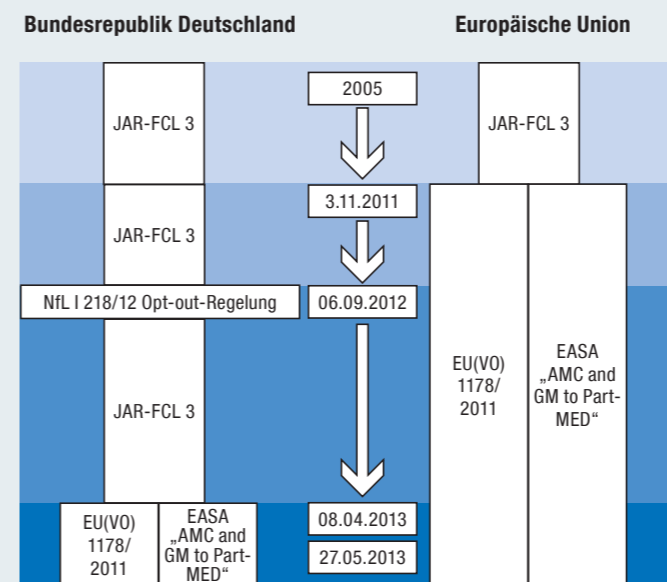 Bundesrepublik Deutschland
Europäische Union
JAR-FCL 3
2005
JAR-FCL 3
JAR-FCL 3
3.11.2011
NfL I 218/12 Opt-out-Regelung
06.09.2012
JAR-FCL 3
EU(VO)
1178/
2011
EASA
„AMC and
GM to Part-
MED“
EU(VO)
1178/
2011
EASA
„AMC and
GM to Part-
MED“
08.04.2013
27.05.2013